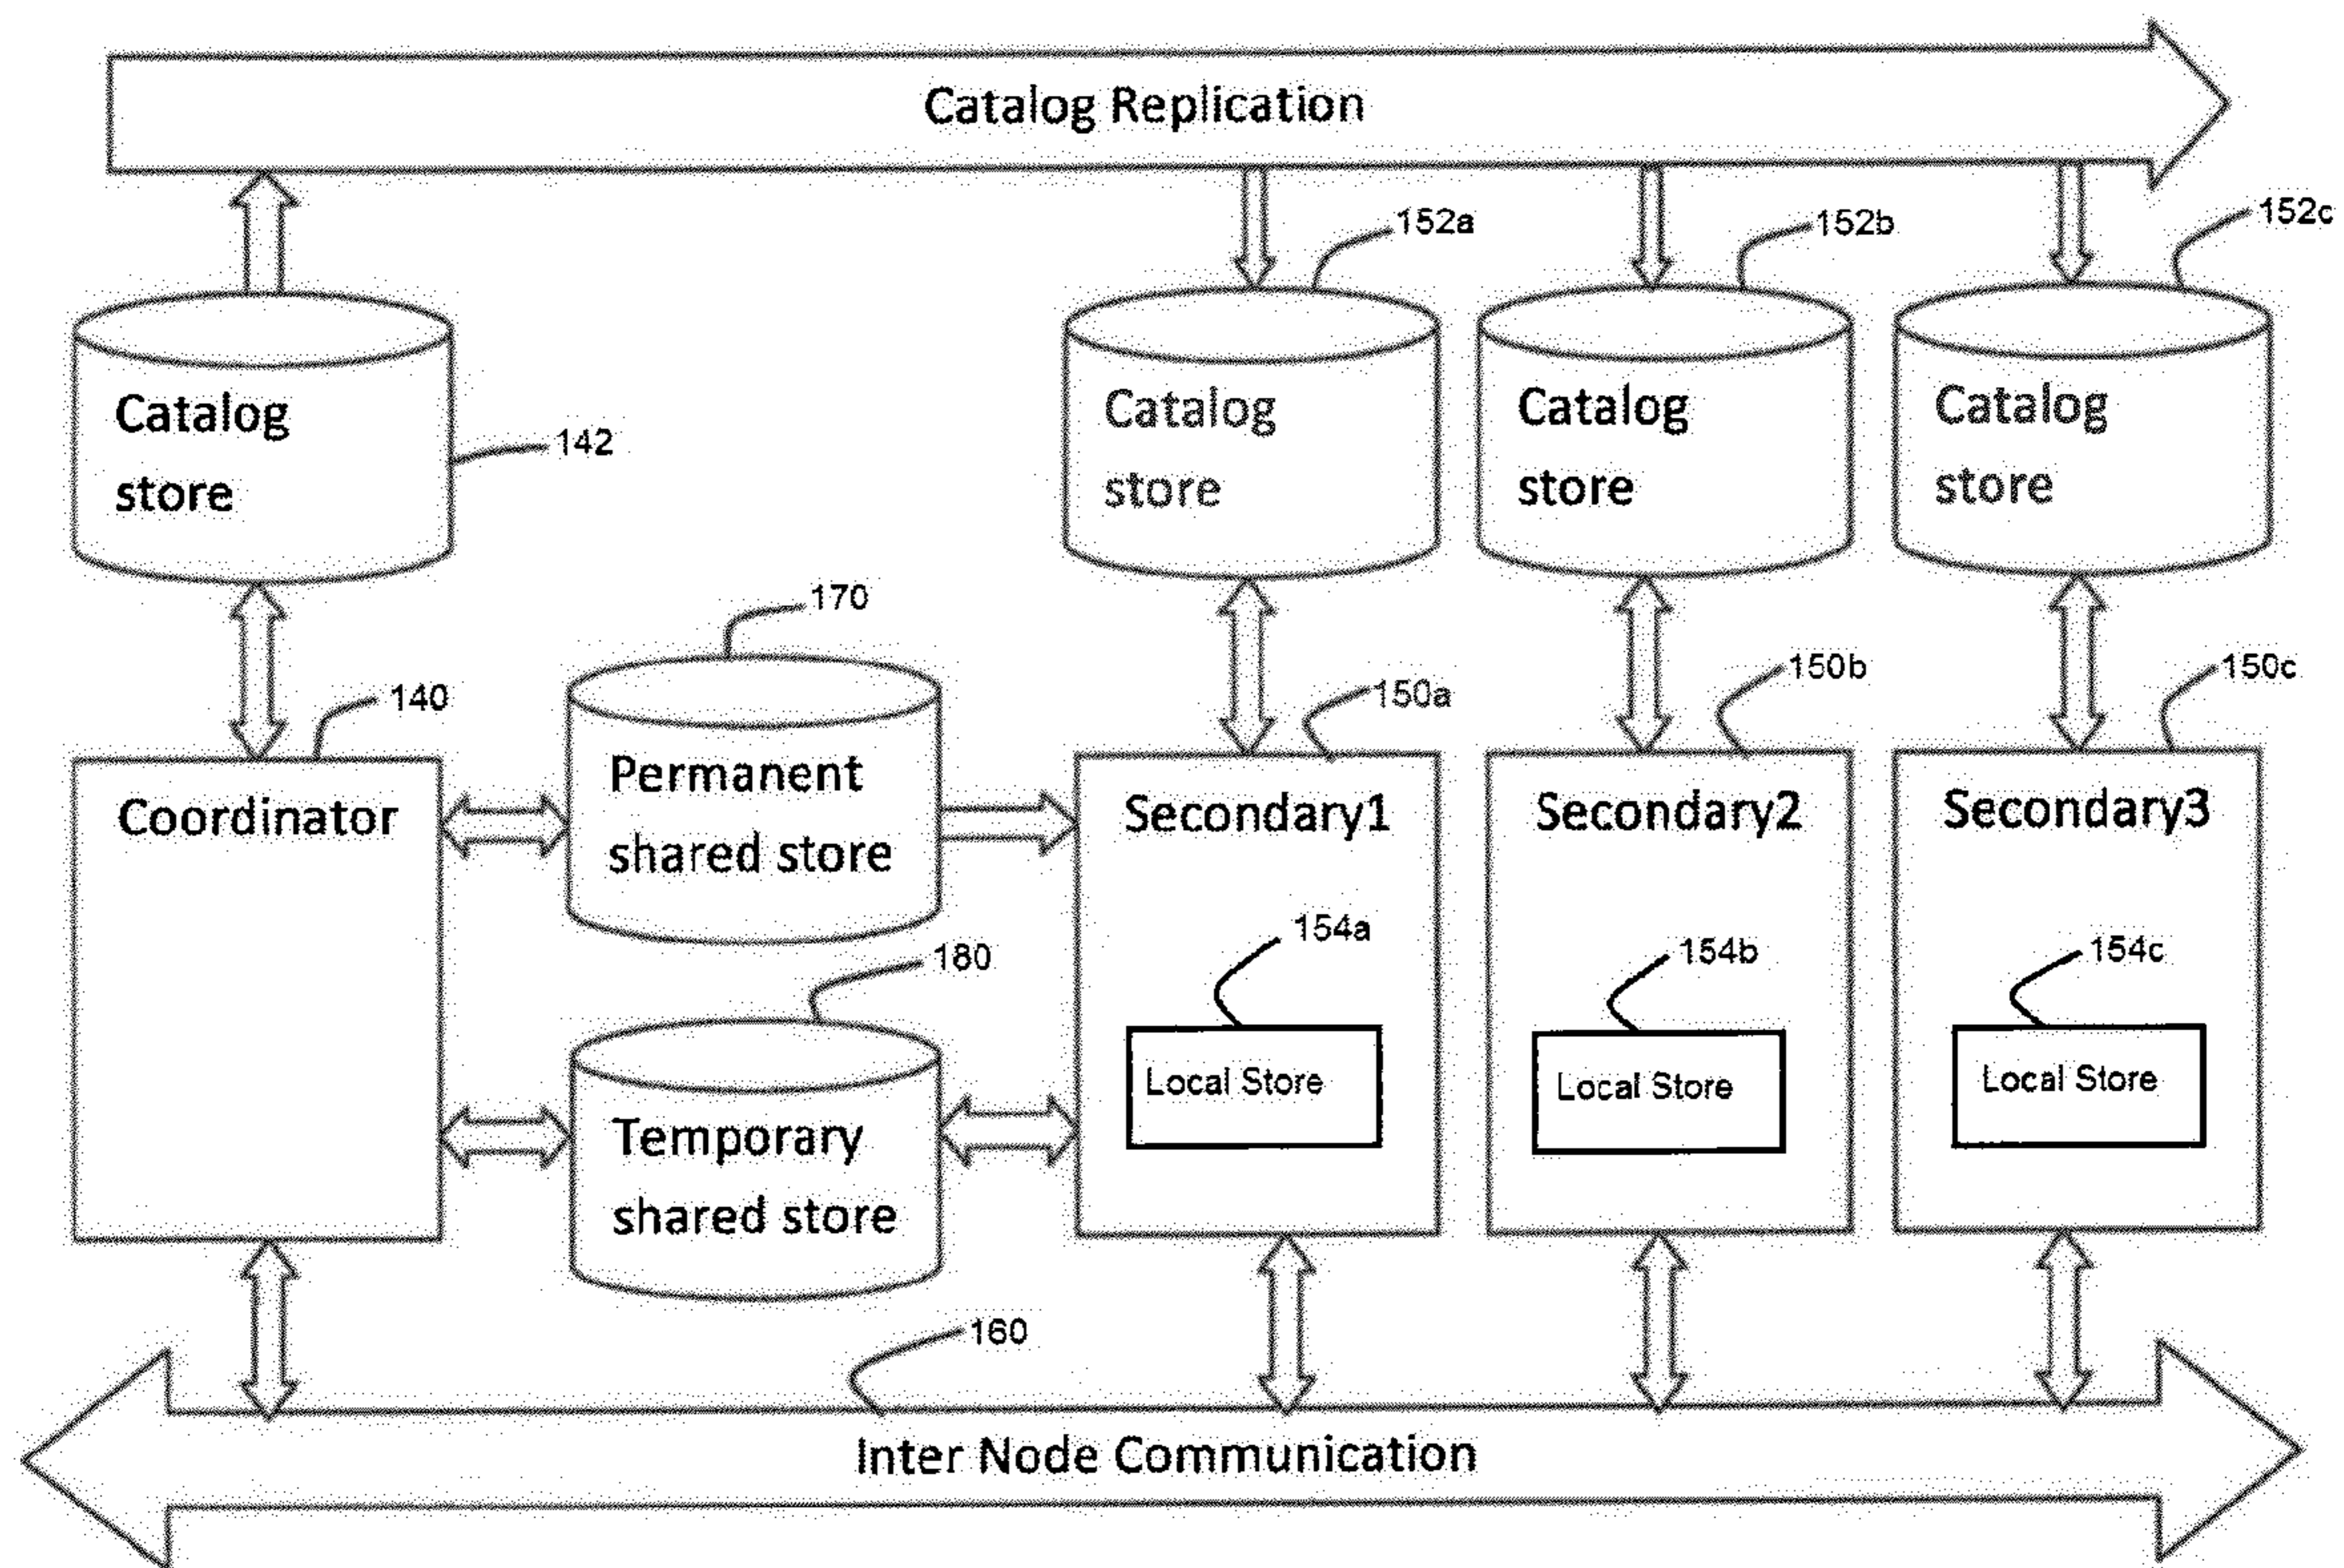 Catalog Replication
152a
152b
152c
Catalog
store
142
Catalog
store
Catalog
store
Catalog
store
170
140
150a
150b
150c
Coordinator
Permanent
shared store
Secondary1
Secondary2
Secondary3
154a
154b
154c
180
Local Store
Local Store
Local Store
Temporary
shared store
160
Inter Node Communication